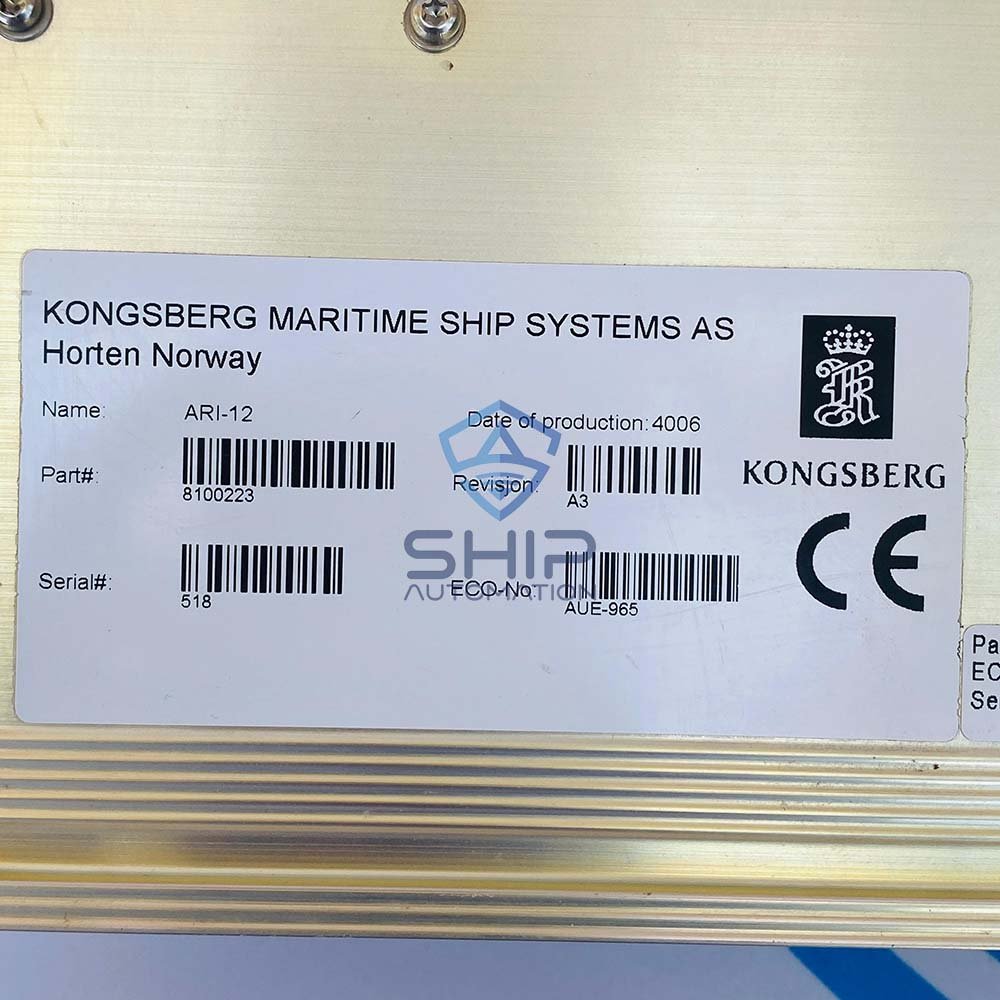 KONGSBERG MARITIME SHIP SYSTEMS AS
Horten Norway
Name: ARI-12 Date of production: 4006
Part#: 8100223 Revision: A3
Serial#: 518 ECO-No: AUE-965
KONGSBERG
CE
SHIP
AUTOMATION
Pa
EC
Se